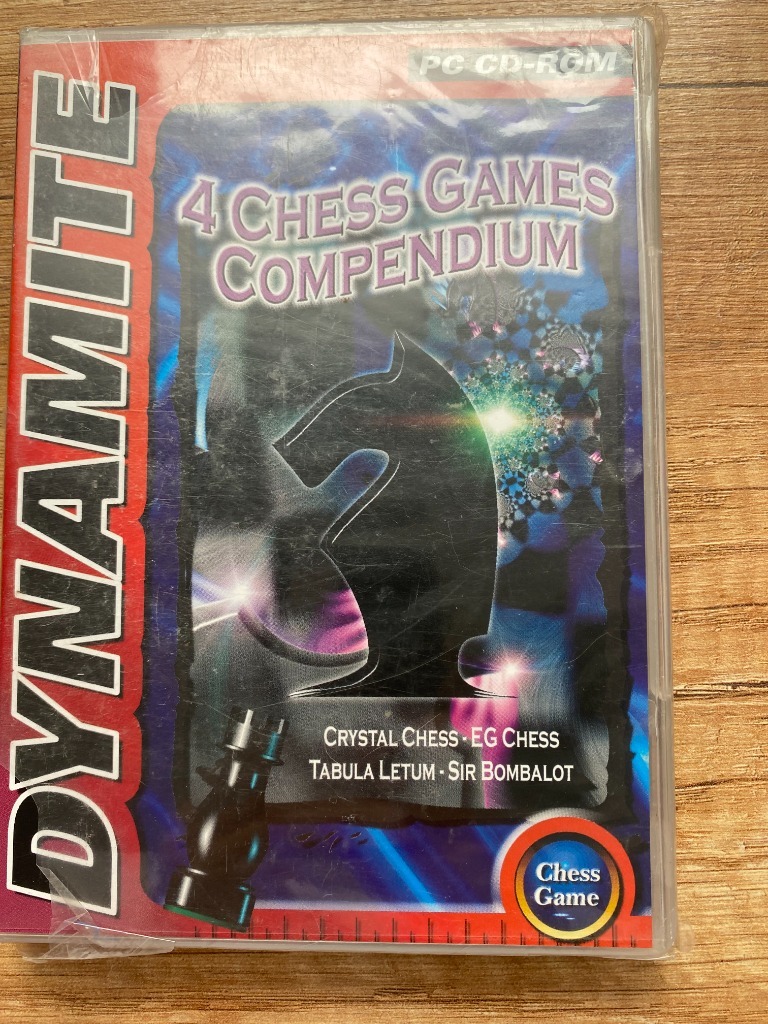 PC CD-ROM
DYNAMITE
4 CHESS GAMES
COMPENDIUM
CRYSTAL CHESS - EG CHESS
TABULA LETUM - SIR BOMBALOT
Chess
Game